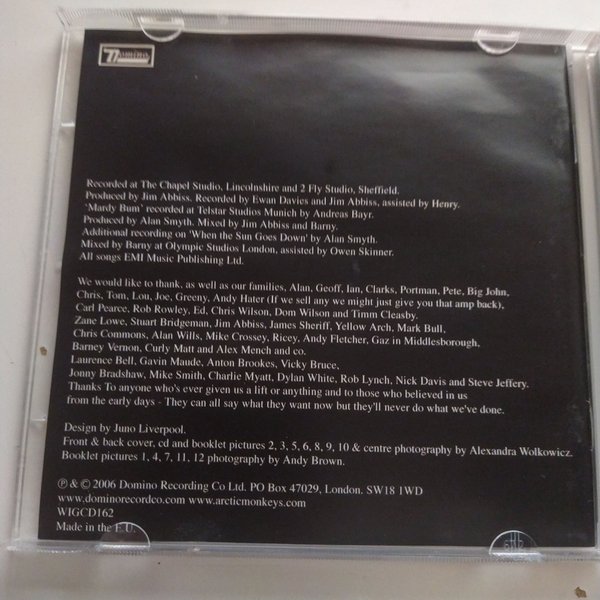 Domino
Recorded at The Chapel Studio, Lincolnshire and 2 Fly Studio, Sheffield.
Produced by Jim Abbiss. Recorded by Ewan Davies and Jim Abbiss, assisted by Henry.
'Mardy Bum' recorded at Telstar Studios Munich by Andreas Bayr.
Produced by Alan Smyth. Mixed by Jim Abbiss and Barny.
Additional recording on 'When the Sun Goes Down' by Alan Smyth.
Mixed by Barny at Olympic Studios London, assisted by Owen Skinner.
All songs EMI Music Publishing Ltd.
We would like to thank, as well as our families, Alan, Geoff, Ian, Clarks, Portman, Pete, Big John,
Chris, Tom, Lou, Joe, Greeny, Andy Hater (If we sell any we might just give you that amp back),
Carl Pearce, Rob Rowley, Ed, Chris Wilson, Dom Wilson and Timm Cleasby.
Zane Lowe, Stuart Bridgeman, Jim Abbiss, James Sheriff, Yellow Arch, Mark Bull,
Chris Commons, Alan Wills, Mike Crossey, Ricey, Andy Fletcher, Gaz in Middlesborough,
Barney Vernon, Curly Matt and Alex Mench and co.
Laurence Bell, Gavin Maude, Anton Brookes, Vicky Bruce,
Jonny Bradshaw, Mike Smith, Charlie Myatt, Dylan White, Rob Lynch, Nick Davis and Steve Jeffery.
Thanks To anyone who's ever given us a lift or anything and to those who believed in us
from the early days - They can all say what they want now but they'll never do what we've done.
Design by Juno Liverpool.
Front & back cover, cd and booklet pictures 2, 3, 5, 6, 8, 9, 10 & centre photography by Alexandra Wolkowicz.
Booklet pictures 1, 4, 7, 11, 12 photography by Andy Brown.
℗ & © 2006 Domino Recording Co Ltd. PO Box 47029, London. SW18 1WD
www.dominorecordco.com www.arcticmonkeys.com
WIGCD162
Made in the E.U.